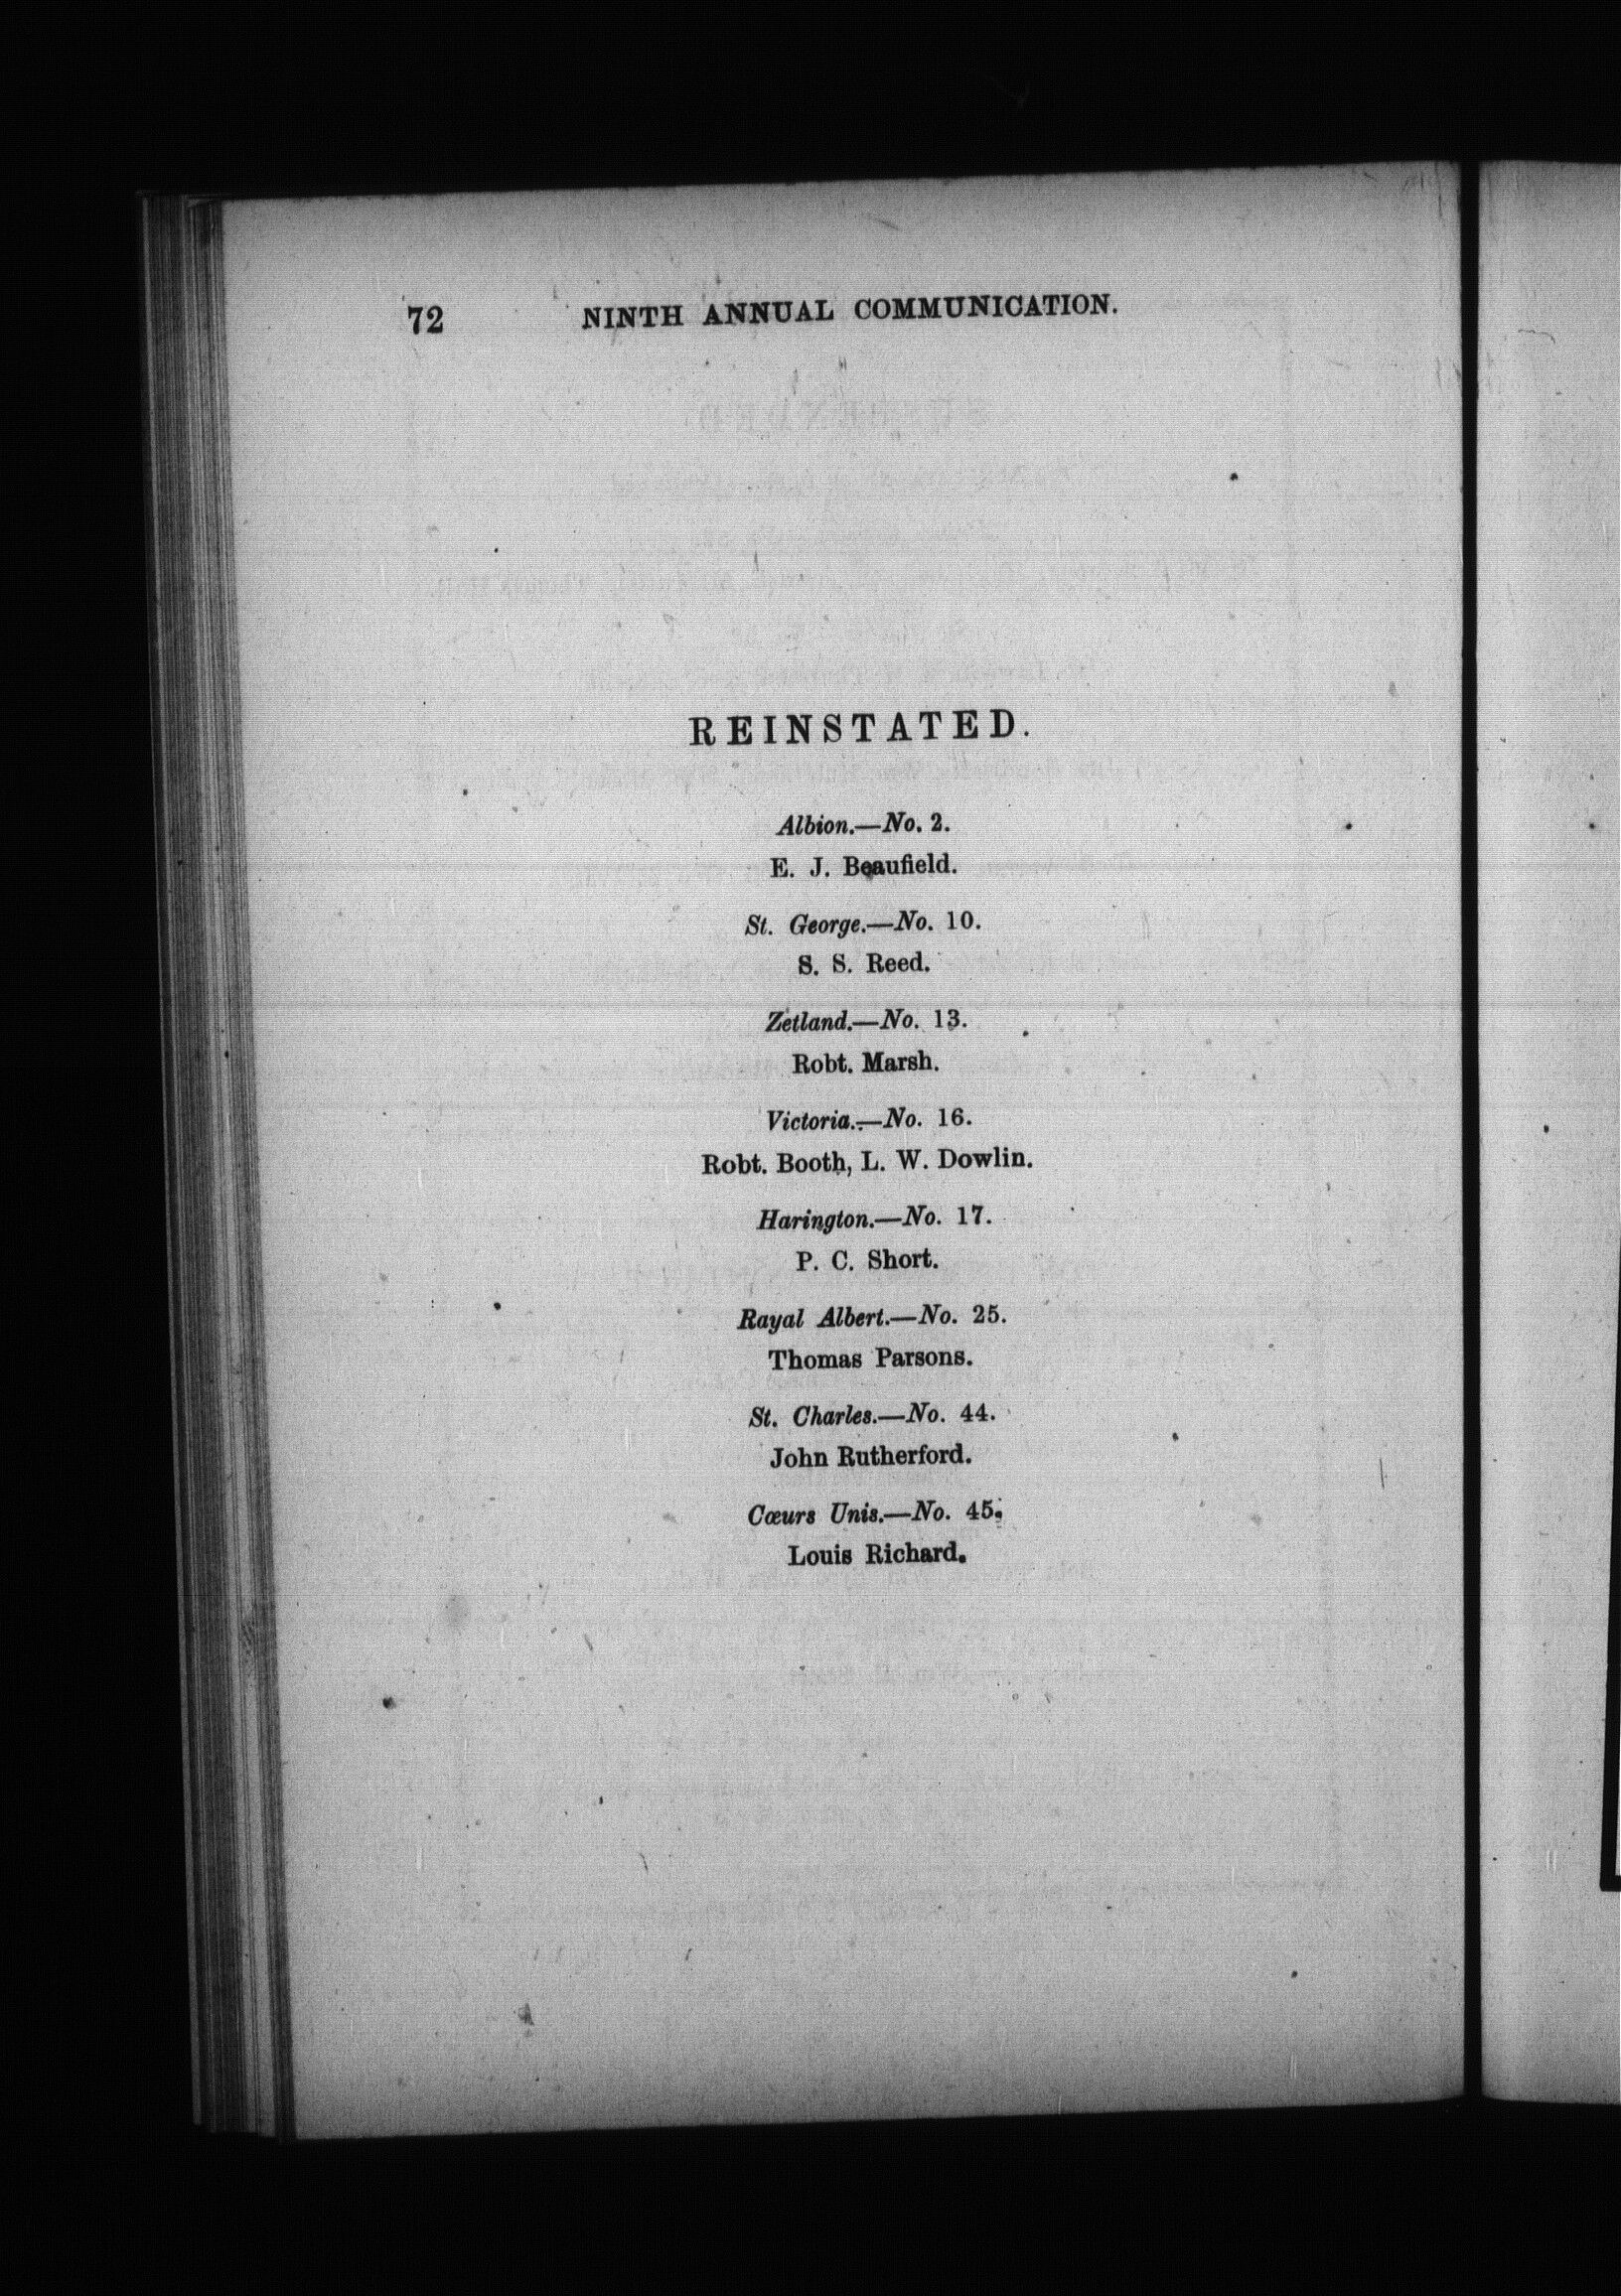 72 NINTH ANNUAL COMMUNICATION.
REINSTATED.
Albion.—No. 2.
E. J. Beaufield.
St. George.—No. 10.
S. S. Reed.
Zetland.—No. 13.
Robt. Marsh.
Victoria.—No. 16.
Robt. Booth, L. W. Dowlin.
Harington.—No. 17.
P. C. Short.
Rayal Albert.—No. 25.
Thomas Parsons.
St. Charles.—No. 44.
John Rutherford.
Cœurs Unis.—No. 45.
Louis Richard.